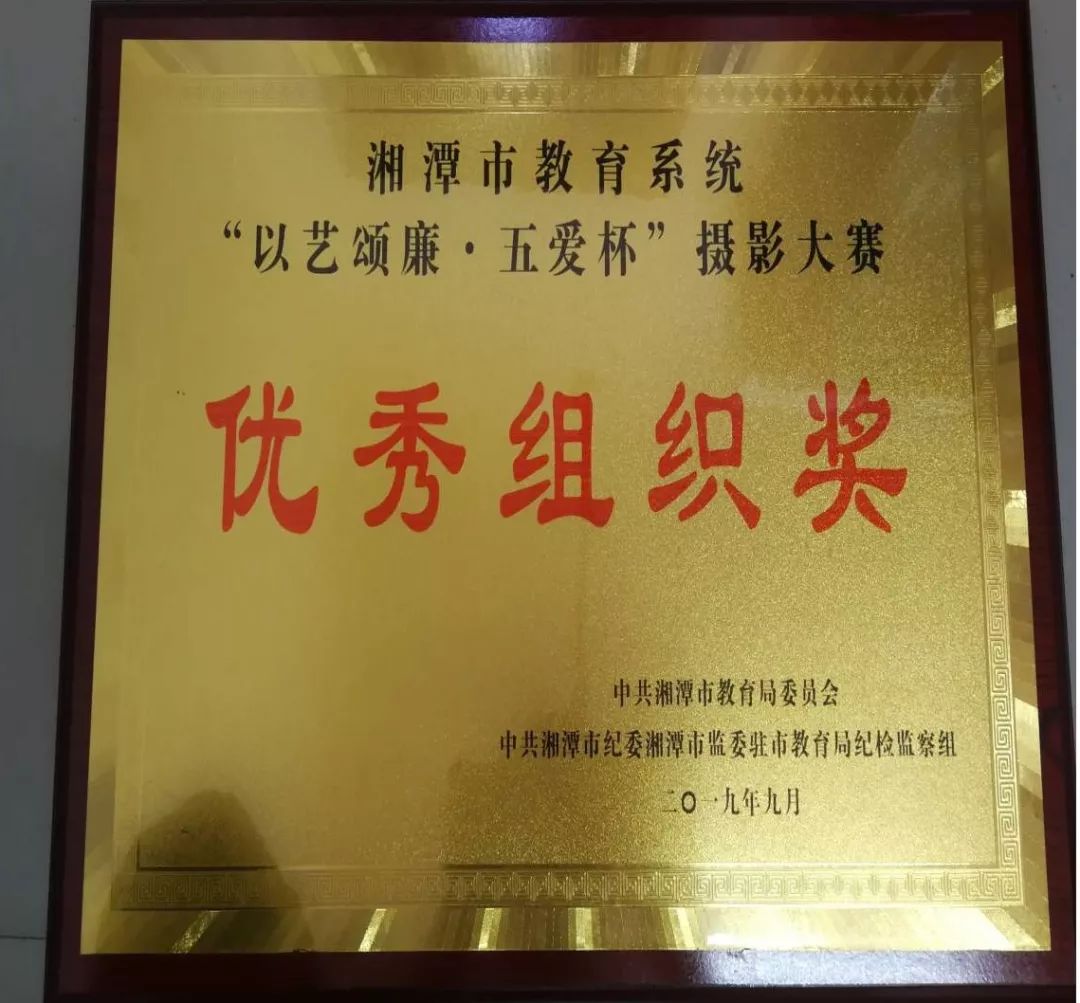 湘潭市教育系统
“以艺颂廉·五爱杯”摄影大赛
优秀组织奖
中共湘潭市教育局委员会
中共湘潭市纪委湘潭市监委驻市教育局纪检监察组
二〇一九年九月